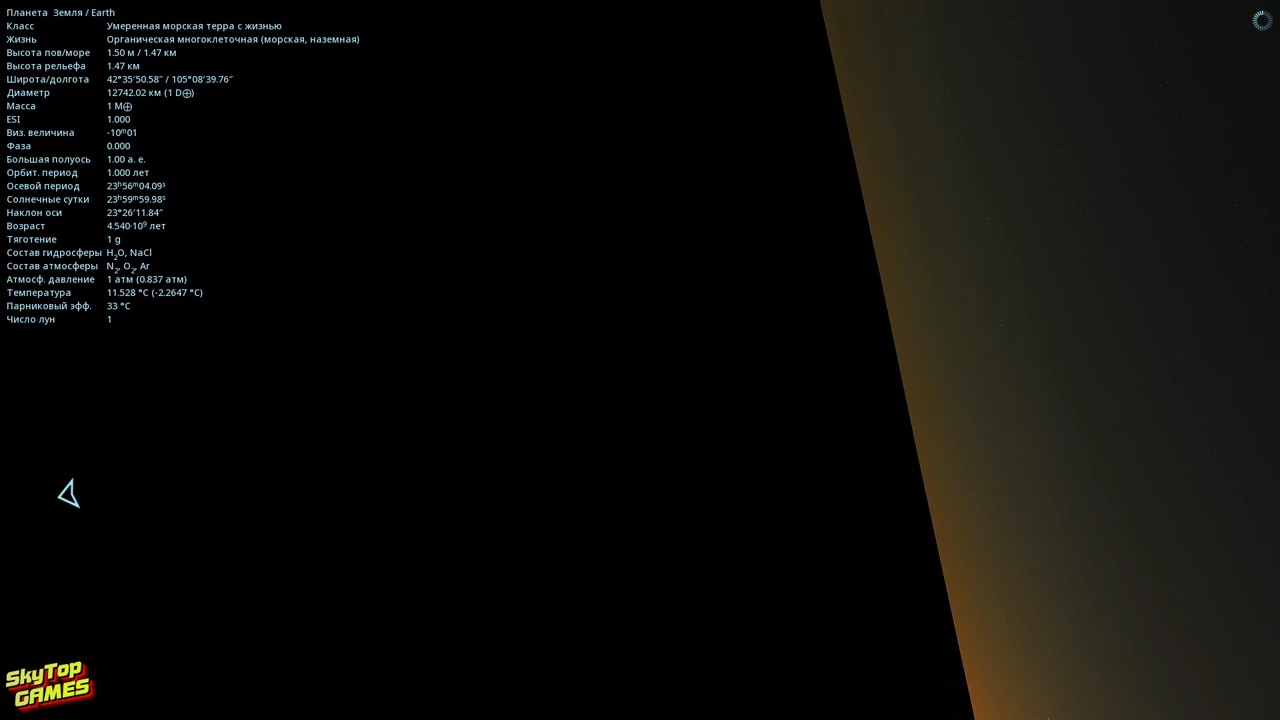 Планета Земля / Earth
Класс Умеренная морская терра с жизнью
Жизнь Органическая многоклеточная (морская, наземная)
Высота пов/море 1.50 м / 1.47 км
Высота рельефа 1.47 км
Широта/долгота 42°35′50.58″ / 105°08′39.76″
Диаметр 12742.02 км (1 D⊕)
Масса 1 M⊕
ESI 1.000
Виз. величина -10ᵐ01
Фаза 0.000
Большая полуось 1.00 а. е.
Орбит. период 1.000 лет
Осевой период 23ʰ56ᵐ04.09ˢ
Солнечные сутки 23ʰ59ᵐ59.98ˢ
Наклон оси 23°26′11.84″
Возраст 4.540·10⁹ лет
Тяготение 1 g
Состав гидросферы H₂O, NaCl
Состав атмосферы N₂, O₂, Ar
Атмосф. давление 1 атм (0.837 атм)
Температура 11.528 °C (-2.2647 °C)
Парниковый эфф. 33 °C
Число лун 1
SkyTop
GAMES